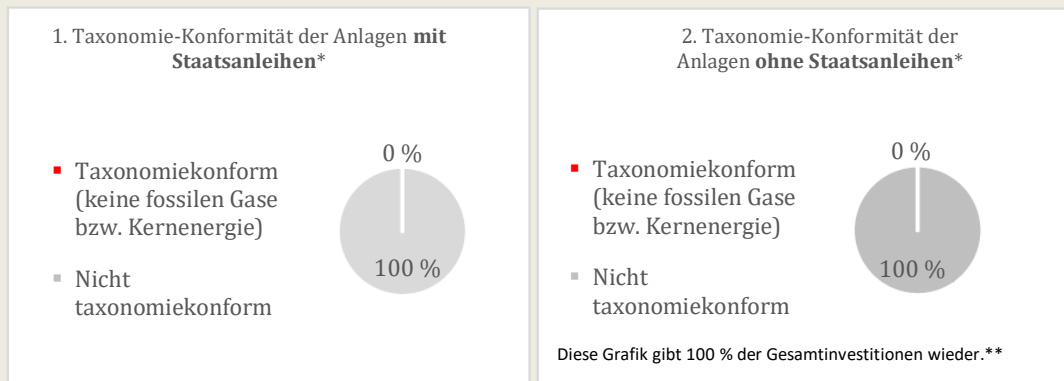 1. Taxonomie-Konformität der Anlagen mit
Staatsanleihen*
0 %
Taxonomiekonform
(keine fossilen Gase
bzw. Kernenergie)
100 %
Nicht
taxonomiekonform
2. Taxonomie-Konformität der
Anlagen ohne Staatsanleihen*
0 %
Taxonomiekonform
(keine fossilen Gase
bzw. Kernenergie)
100 %
Nicht
taxonomiekonform
Diese Grafik gibt 100 % der Gesamtinvestitionen wieder.**